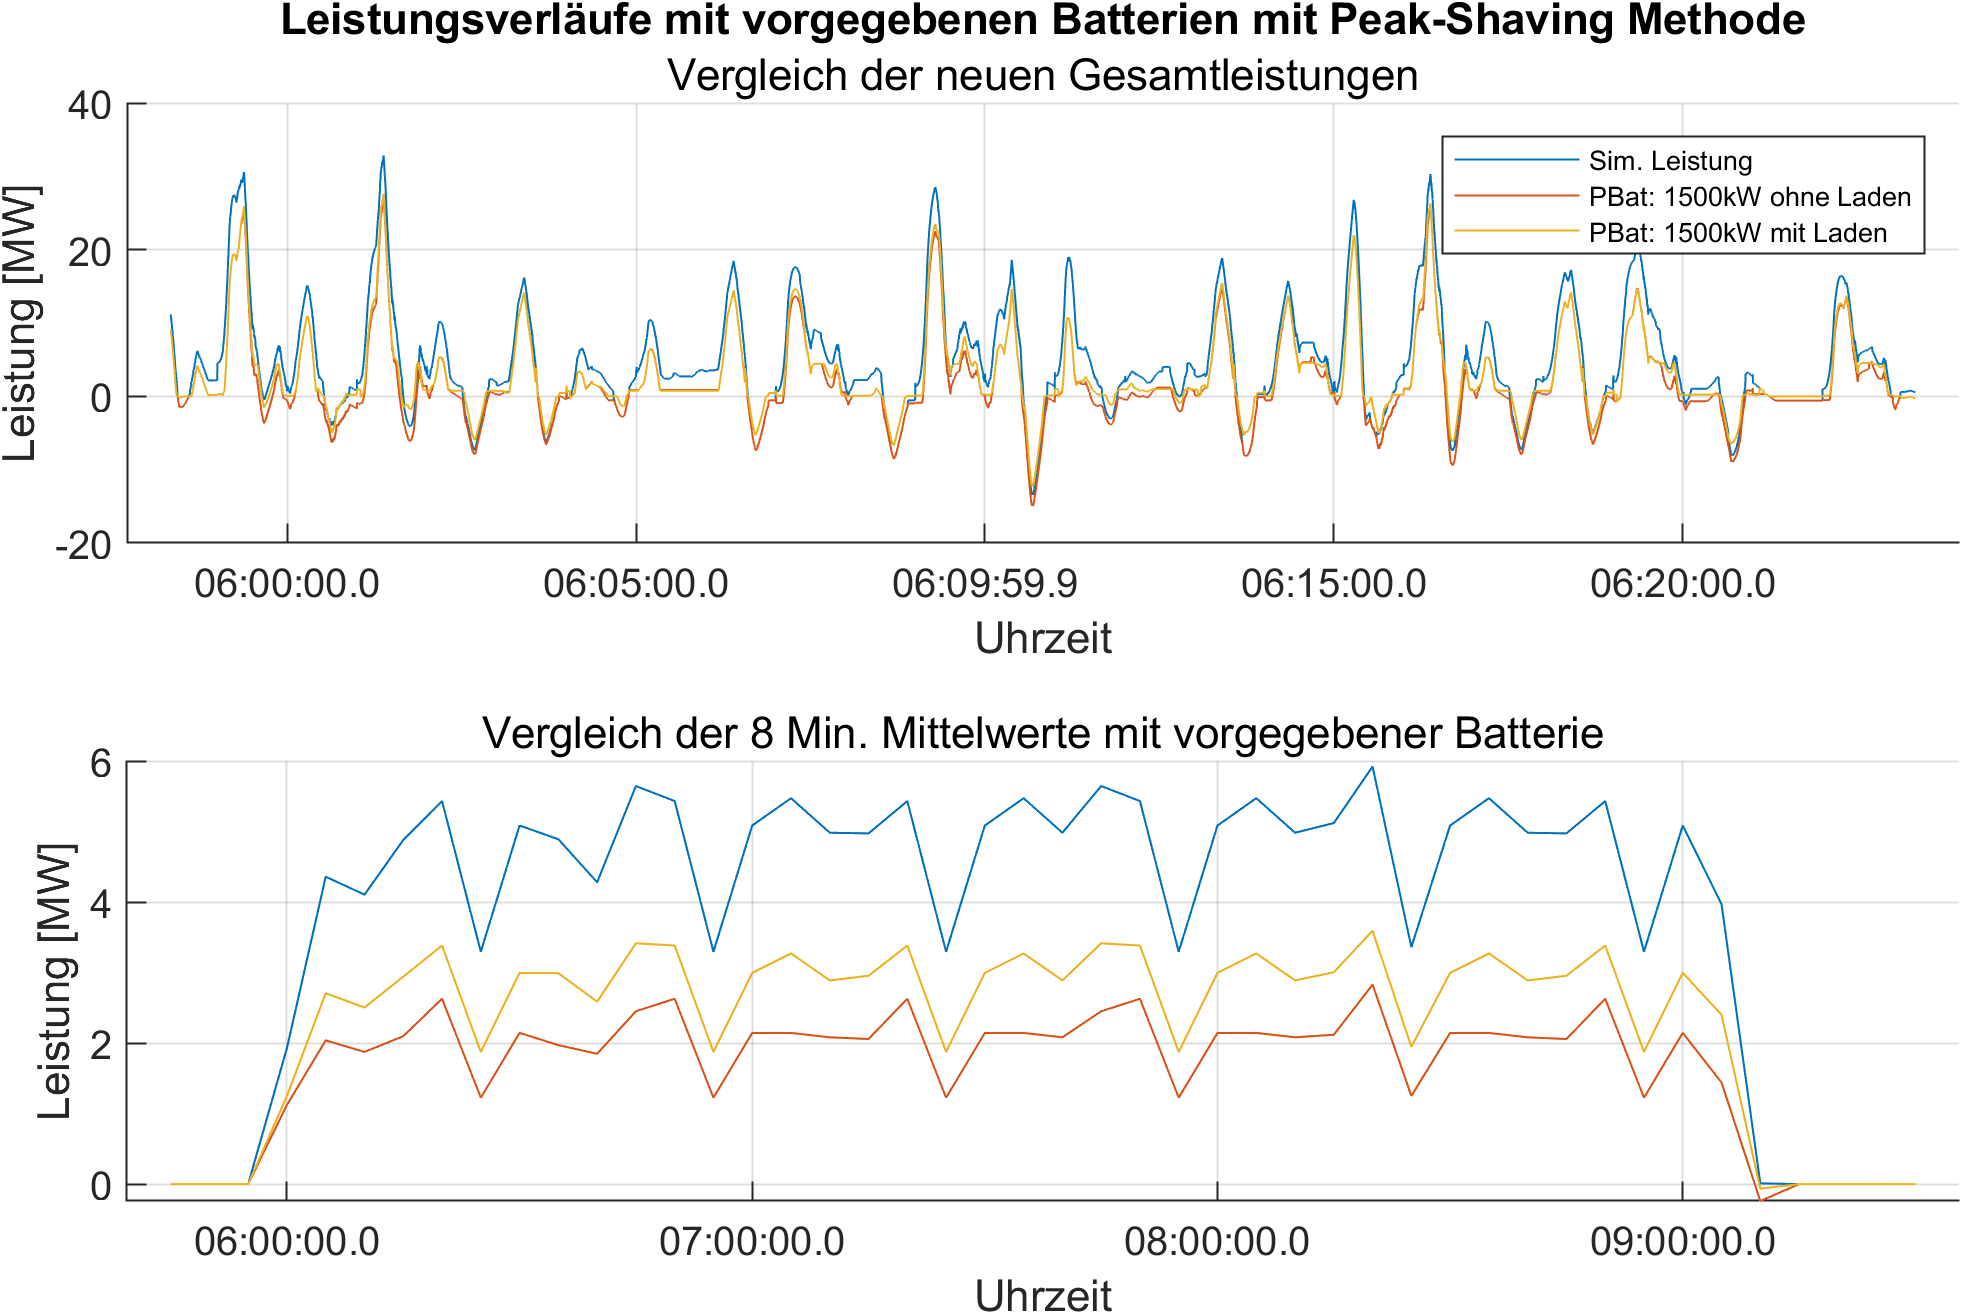 Leistungsverläufe mit vorgegebenen Batterien mit Peak-Shaving Methode
Vergleich der neuen Gesamtleistungen
40
20
0
-20
Leistung [MW]
Sim. Leistung
PBat: 1500kW ohne Laden
PBat: 1500kW mit Laden
06:00:00.0 06:05:00.0 06:09:59.9 06:15:00.0 06:20:00.0
Uhrzeit
Vergleich der 8 Min. Mittelwerte mit vorgegebener Batterie
6
4
2
0
Leistung [MW]
06:00:00.0 07:00:00.0 08:00:00.0 09:00:00.0
Uhrzeit